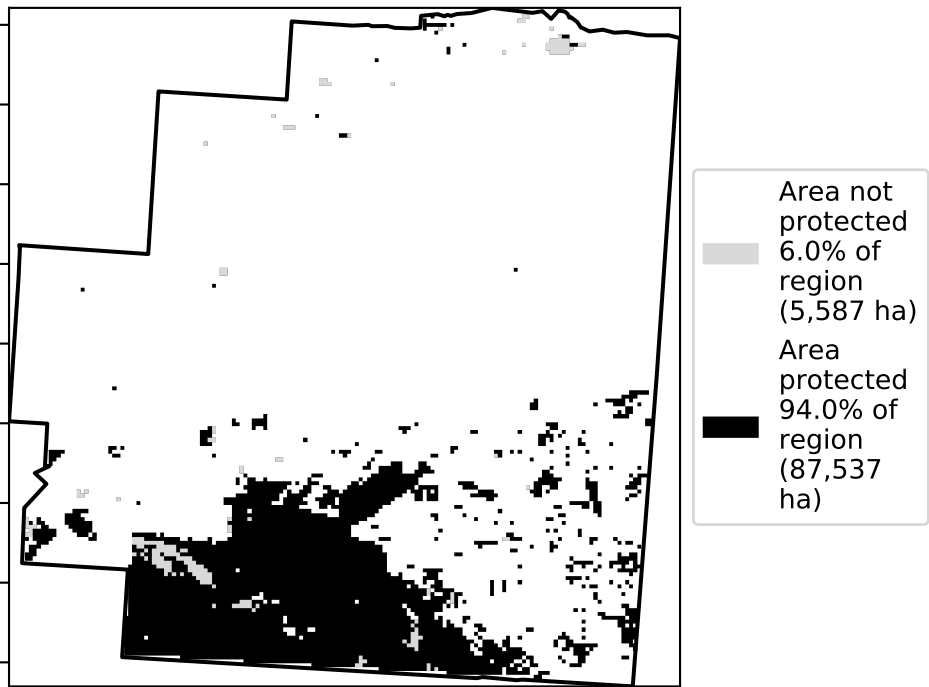 Area not
protected
6.0% of
region
(5,587 ha)
Area
protected
94.0% of
region
(87,537
ha)